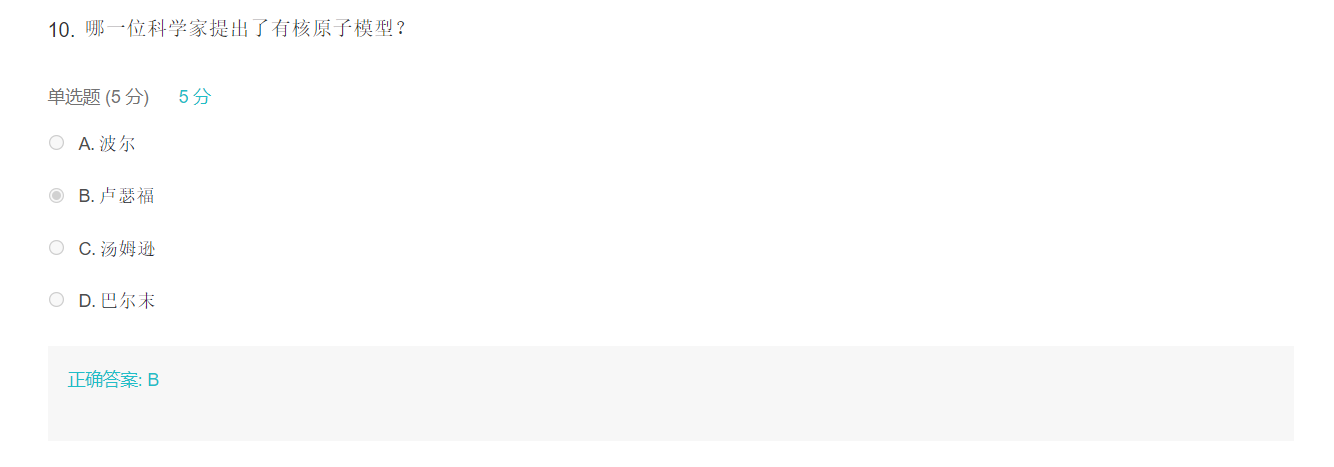 10. 哪一位科学家提出了有核原子模型?
单选题 (5 分) 5 分
A. 波尔
B. 卢瑟福
C. 汤姆逊
D. 巴尔末
正确答案: B